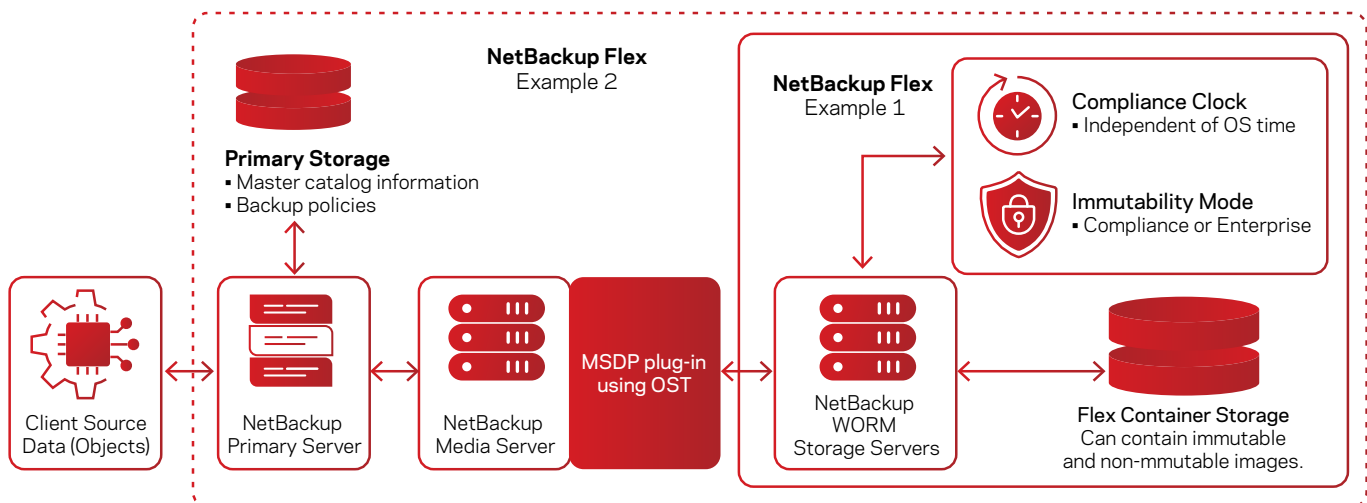 NetBackup Flex
Example 2
NetBackup Flex
Example 1
Compliance Clock
▪ Independent of OS time
Immutability Mode
▪ Compliance or Enterprise
Primary Storage
▪ Master catalog information
▪ Backup policies
Client Source
Data (Objects)
NetBackup
Primary Server
NetBackup
Media Server
MSDP plug-in
using OST
NetBackup
WORM
Storage Servers
Flex Container Storage
Can contain immutable
and non-mmutable images.